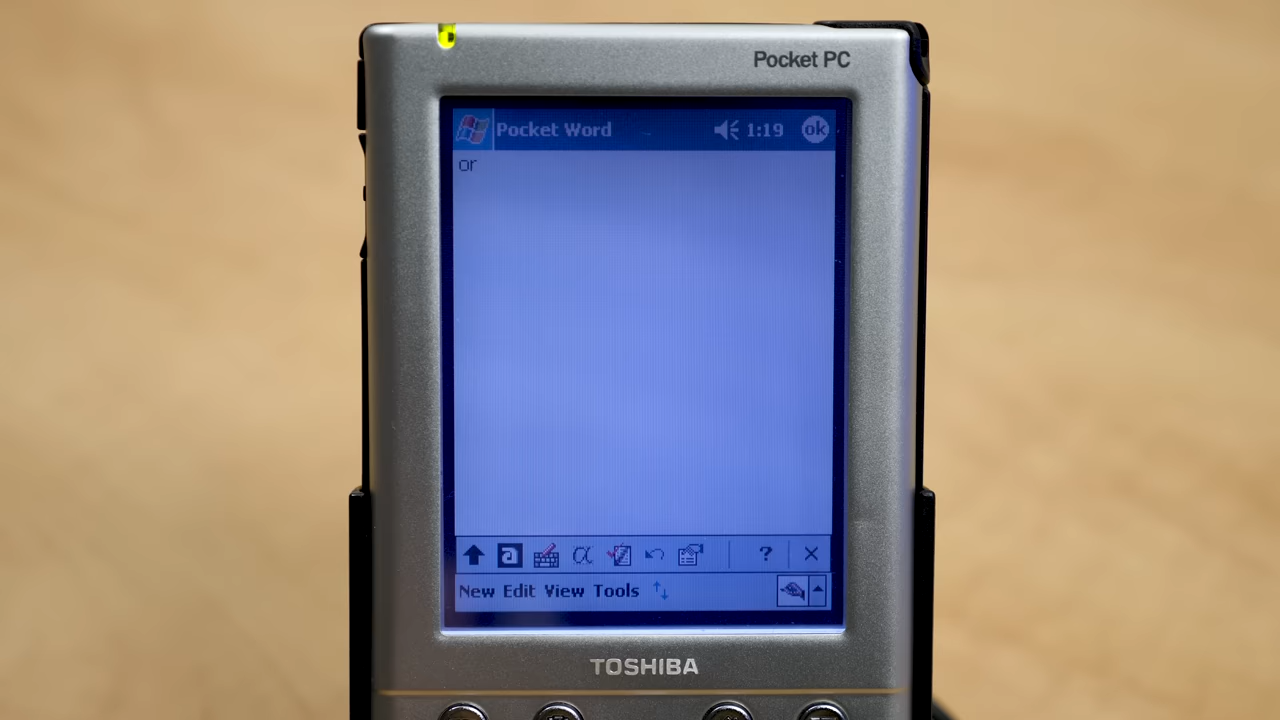 Pocket PC
Pocket Word 1:19 ok
or
a α ?
New Edit View Tools
TOSHIBA